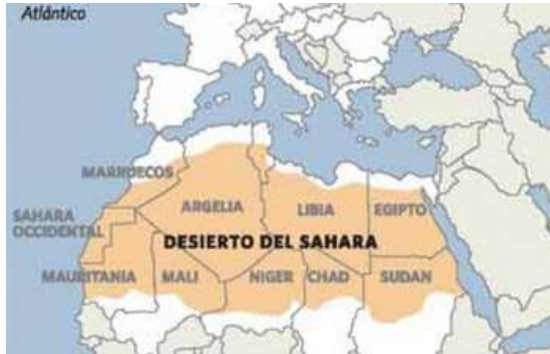 Atlántico
MARRUECOS
ARGELIA
LIBIA
EGIPTO
SAHARA
OCCIDENTAL
DESIERTO DEL SAHARA
MAURITANIA
MALI
NIGER
CHAD
SUDAN